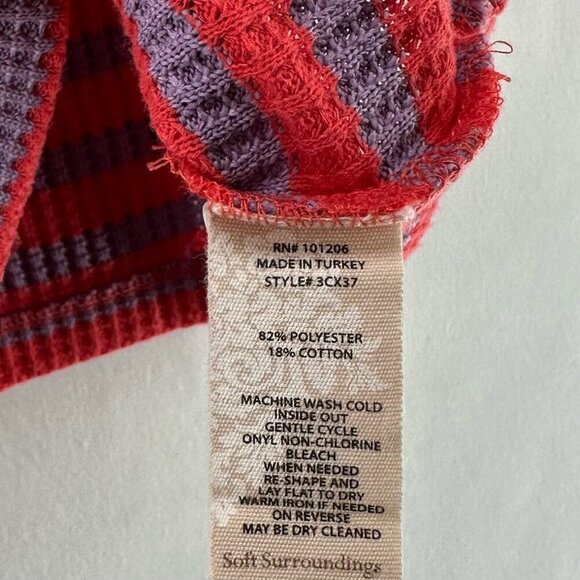 RN# 101206
MADE IN TURKEY
STYLE# 3CX37
82% POLYESTER
18% COTTON
MACHINE WASH COLD
INSIDE OUT
GENTLE CYCLE
ONYL NON-CHLORINE
BLEACH
WHEN NEEDED
RE-SHAPE AND
LAY FLAT TO DRY
WARM IRON IF NEEDED
ON REVERSE
MAY BE DRY CLEANED
Soft Surroundings